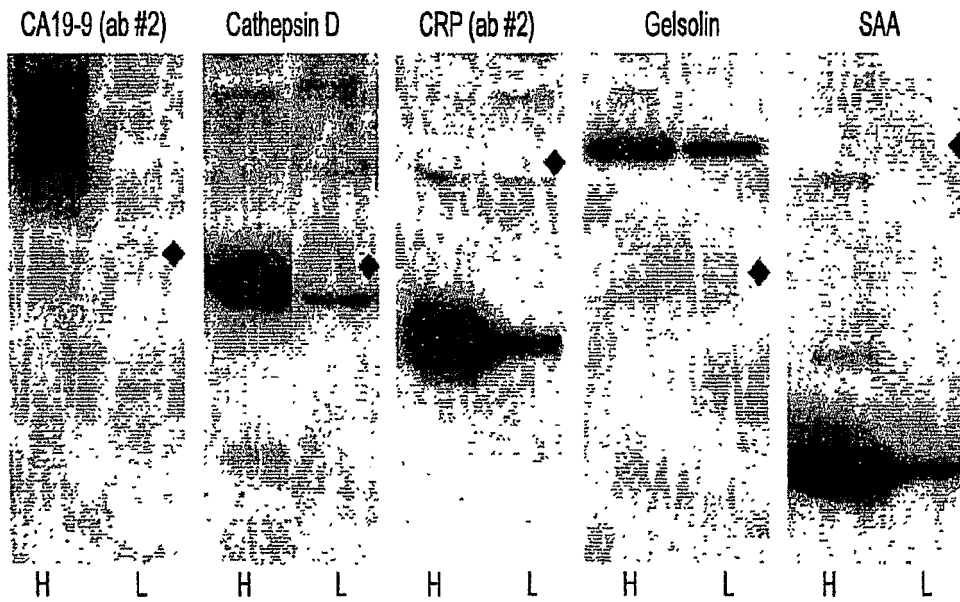 CA19-9 (ab #2) Cathepsin D CRP (ab #2) Gelsolin SAA
H L H L H L H L H L